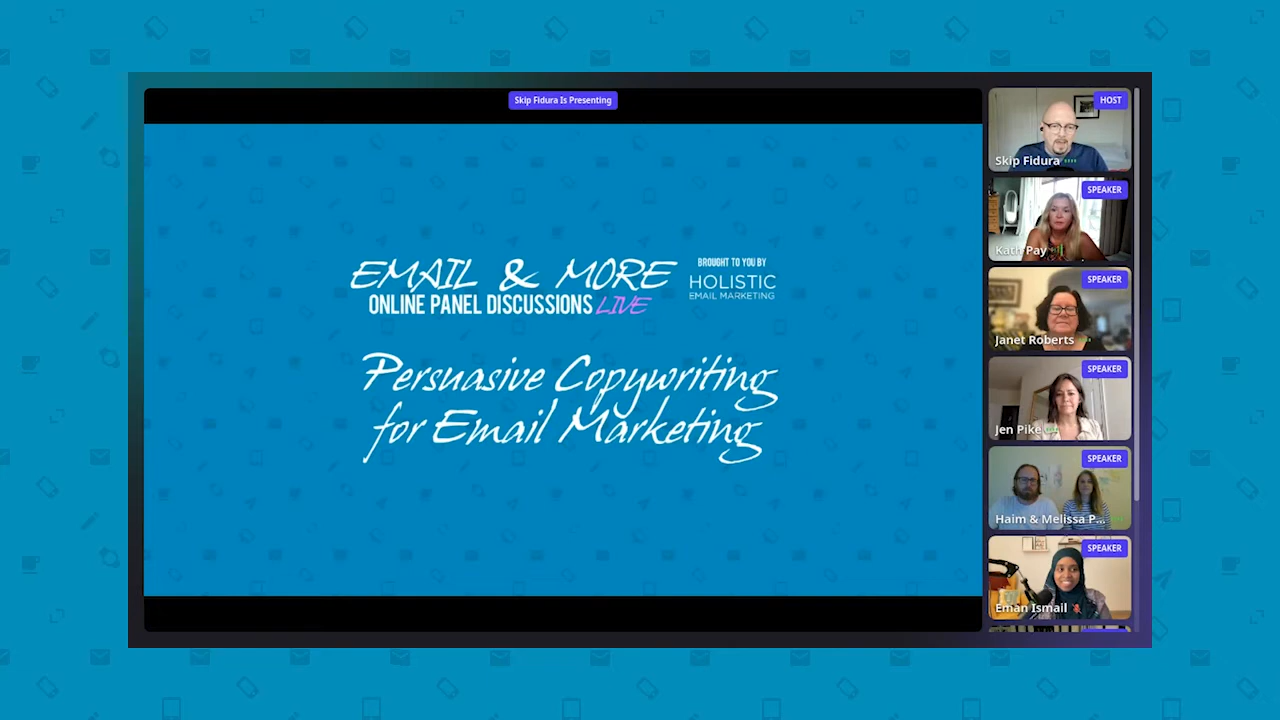 Skip Fidura Is Presenting
EMAIL & MORE
ONLINE PANEL DISCUSSIONS LIVE
BROUGHT TO YOU BY
HOLISTIC
EMAIL MARKETING
Persuasive Copywriting
for Email Marketing
HOST
Skip Fidura
SPEAKER
Kath Pay
SPEAKER
Janet Roberts
SPEAKER
Jen Pike
SPEAKER
Haim & Melissa P...
SPEAKER
Eman Ismail